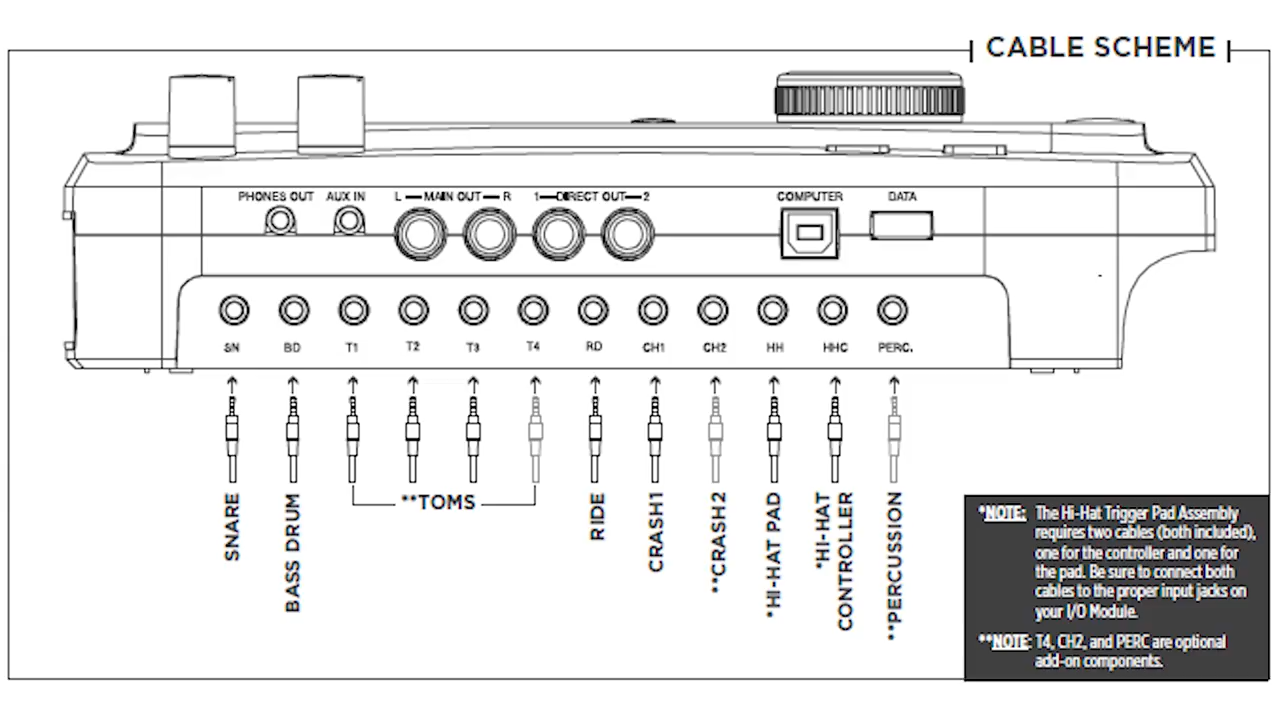 CABLE SCHEME
PHONES OUT AUX IN L MAIN OUT R 1 DIRECT OUT 2 COMPUTER DATA
SN BD T1 T2 T3 T4 RD CH1 CH2 HH HHC PERC.
SNARE
BASS DRUM
**TOMS
RIDE
CRASH1
**CRASH2
*HI-HAT PAD
*HI-HAT
CONTROLLER
**PERCUSSION
*NOTE: The Hi-Hat Trigger Pad Assembly
requires two cables (both included),
one for the controller and one for
the pad. Be sure to connect both
cables to the proper input jacks on
your I/O Module.
**NOTE: T4, CH2, and PERC are optional
add-on components.